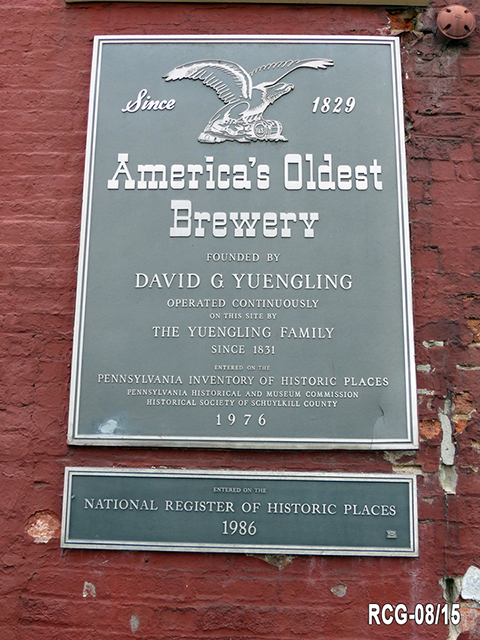 Since 1829
America's Oldest
Brewery
FOUNDED BY
DAVID G YUENGLING
OPERATED CONTINUOUSLY
ON THIS SITE BY
THE YUENGLING FAMILY
SINCE 1831
ENTERED ON THE
PENNSYLVANIA INVENTORY OF HISTORIC PLACES
PENNSYLVANIA HISTORICAL AND MUSEUM COMMISSION
HISTORICAL SOCIETY OF SCHUYLKILL COUNTY
1976
ENTERED ON THE
NATIONAL REGISTER OF HISTORIC PLACES
1986
RCG-08/15